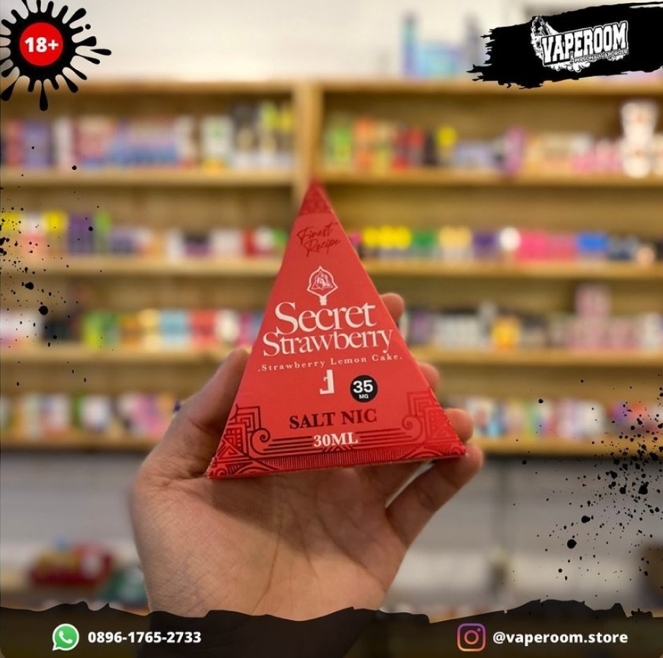 18+
VAPEROOM
Finest
Recipe
Secret
Strawberry
.Strawberry Lemon Cake.
35
MG
SALT NIC
30ML
0896-1765-2733
@vaperoom.store